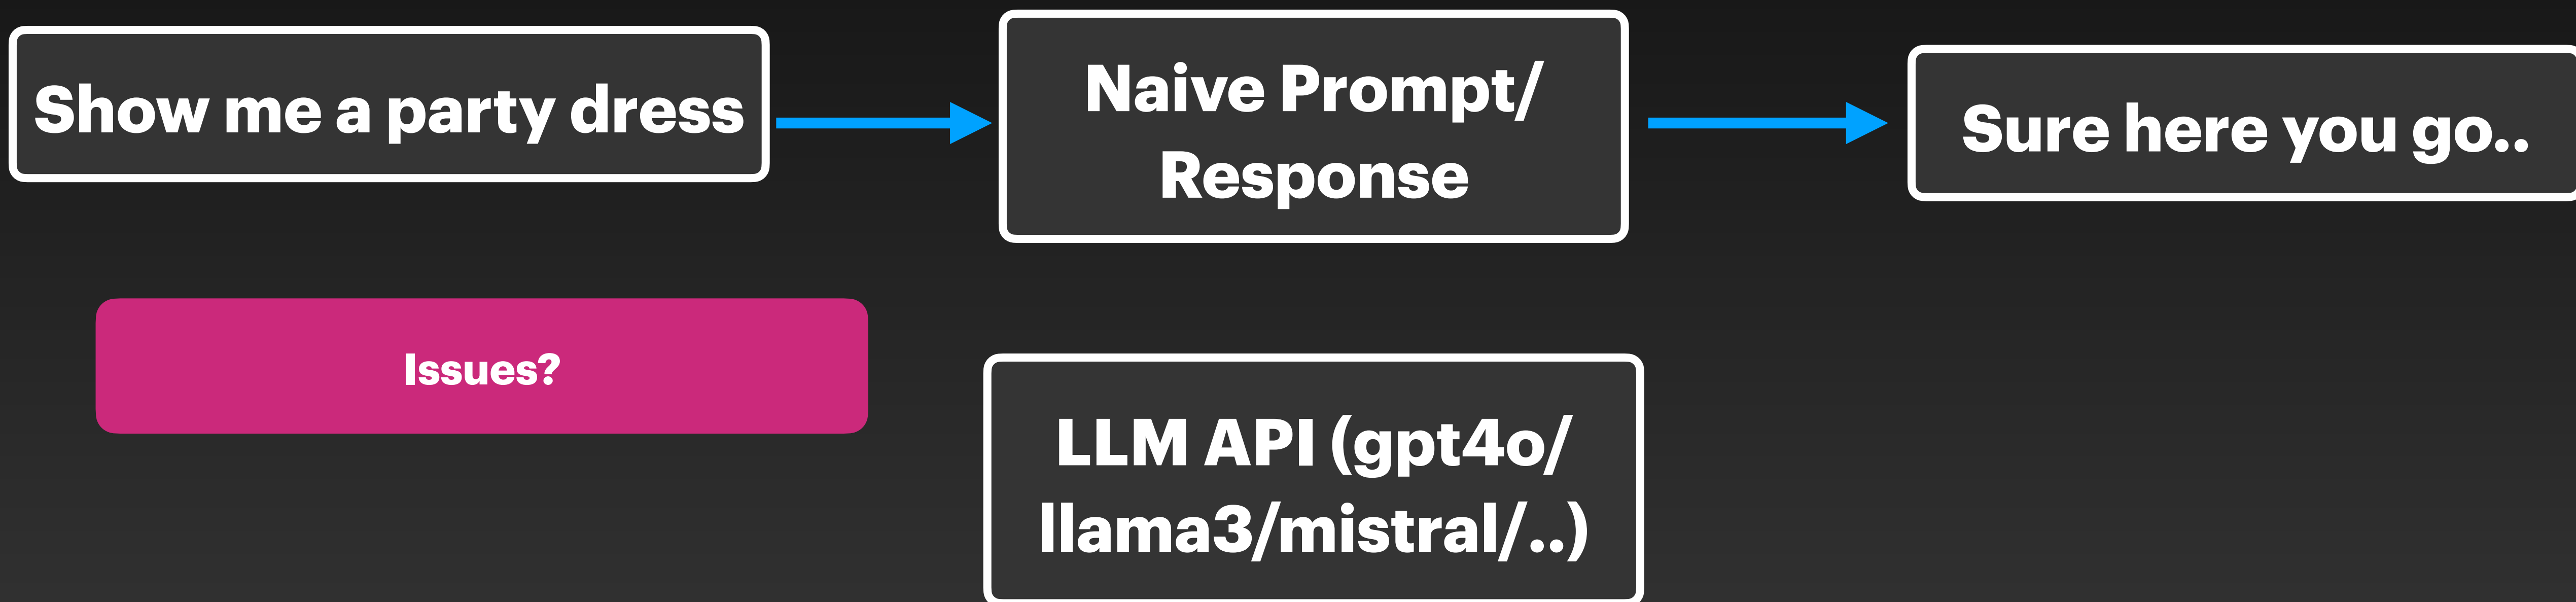 Show me a party dress
Naive Prompt/
Response
Sure here you go..
Issues?
LLM API (gpt4o/
llama3/mistral/..)